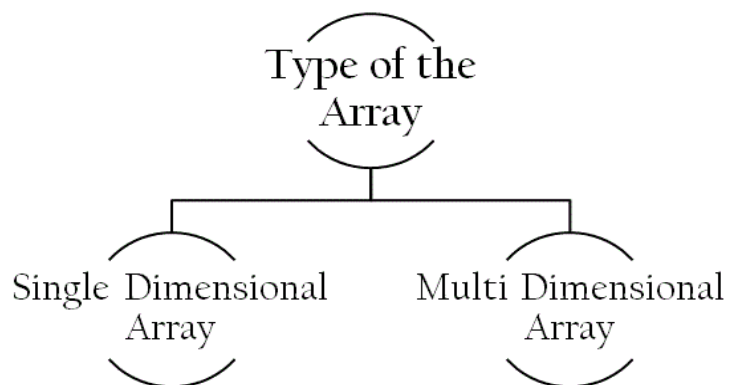 Type of the
Array
Single Dimensional
Array
Multi Dimensional
Array